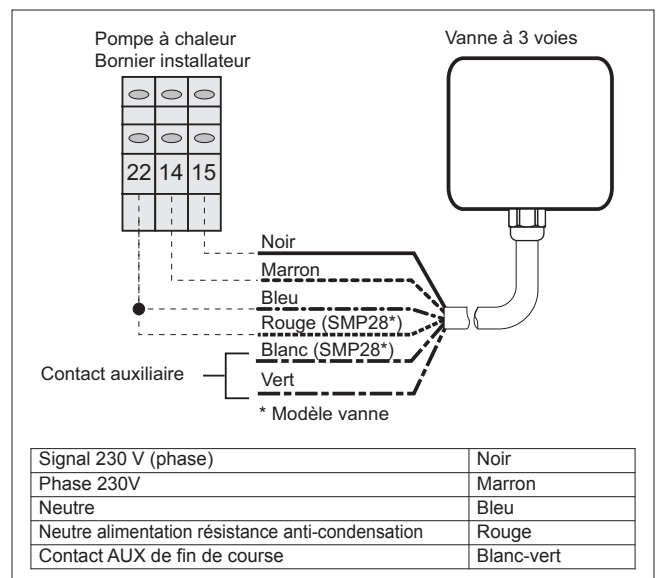 Pompe à chaleur
Bornier installateur
Vanne à 3 voies
22 14 15
Noir
Marron
Bleu
Rouge (SMP28*)
Blanc (SMP28*)
Contact auxiliaire
Vert
* Modèle vanne
Signal 230 V (phase) Noir
Phase 230V Marron
Neutre Bleu
Neutre alimentation résistance anti-condensation Rouge
Contact AUX de fin de course Blanc-vert